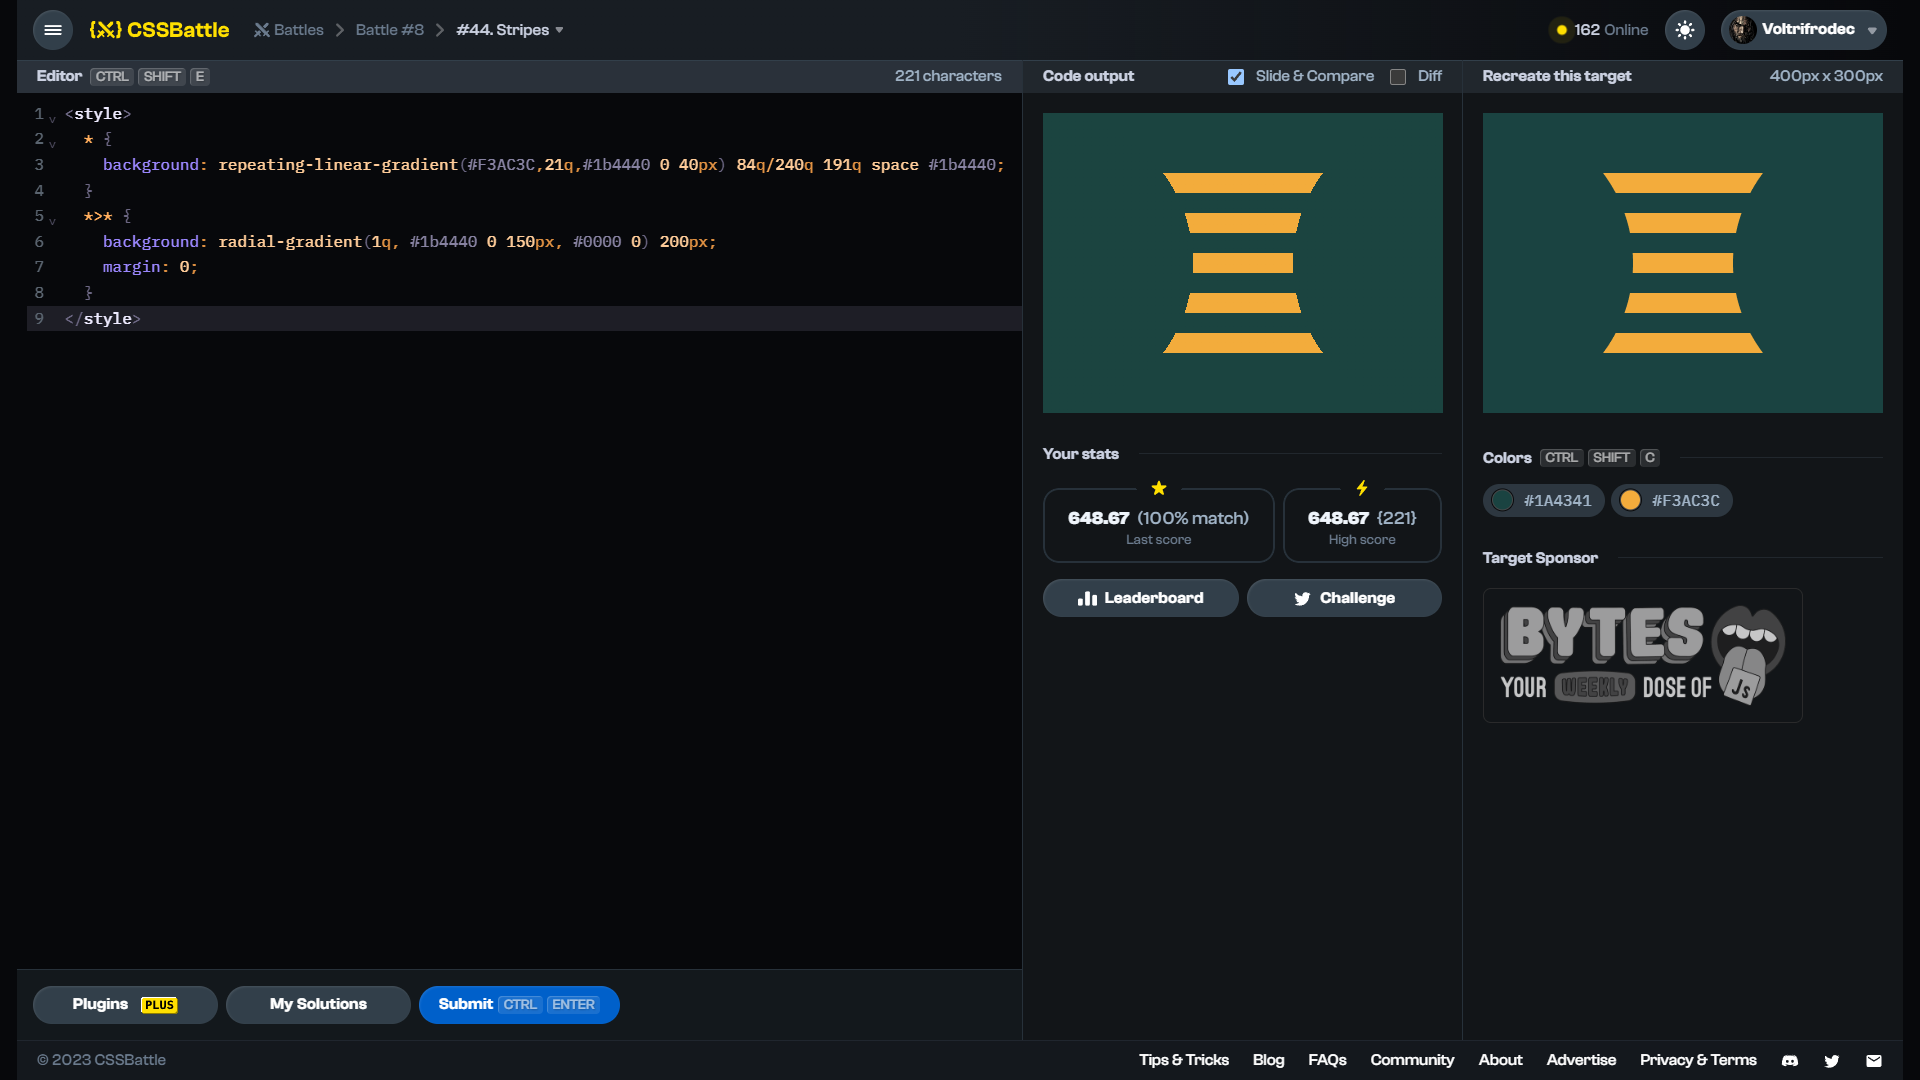 {X} CSSBattle
Battles > Battle #8 > #44. Stripes
162 Online
Voltrifrodec
Editor CTRL SHIFT E
221 characters
1 <style>
2 * {
3 background: repeating-linear-gradient(#F3AC3C,21q,#1b4440 0 40px) 84q/240q 191q space #1b4440;
4 }
5 *>* {
6 background: radial-gradient(1q, #1b4440 0 150px, #0000 0) 200px;
7 margin: 0;
8 }
9 </style>
Plugins PLUS
My Solutions
Submit CTRL ENTER
Code output
Slide & Compare
Diff
Your stats
648.67 (100% match)
Last score
648.67 {221}
High score
Leaderboard
Challenge
Recreate this target
400px x 300px
Colors CTRL SHIFT C
#1A4341
#F3AC3C
Target Sponsor
BYTES
YOUR WEEKLY DOSE OF JS
© 2023 CSSBattle
Tips & Tricks
Blog
FAQs
Community
About
Advertise
Privacy & Terms